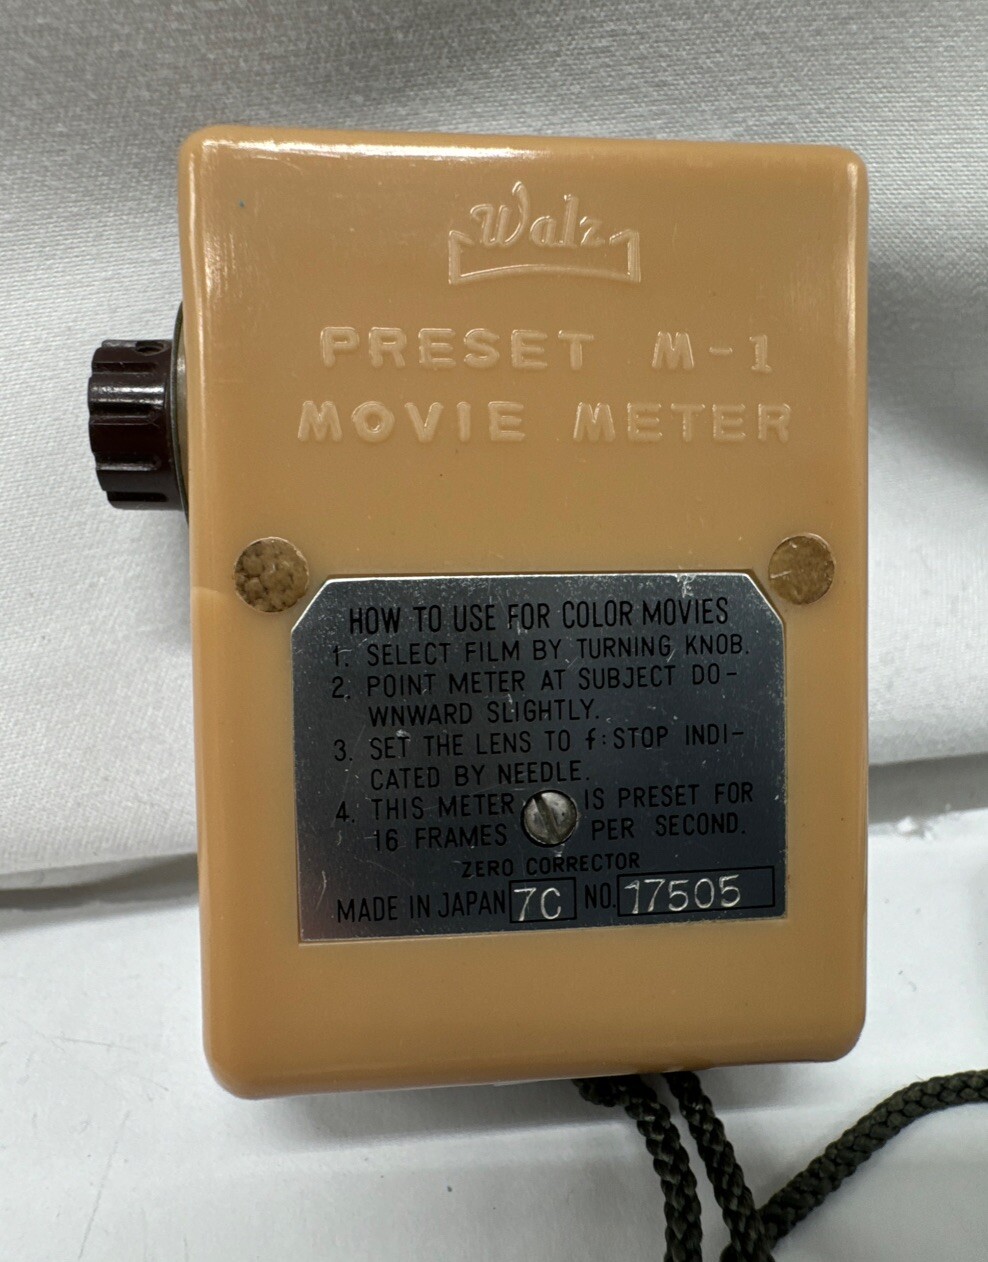 Walz
PRESET M-1
MOVIE METER
HOW TO USE FOR COLOR MOVIES
1. SELECT FILM BY TURNING KNOB.
2. POINT METER AT SUBJECT DO-
WNWARD SLIGHTLY.
3. SET THE LENS TO f:STOP INDI-
CATED BY NEEDLE.
4. THIS METER IS PRESET FOR
16 FRAMES PER SECOND.
ZERO CORRECTOR
MADE IN JAPAN 7C NO. 17505